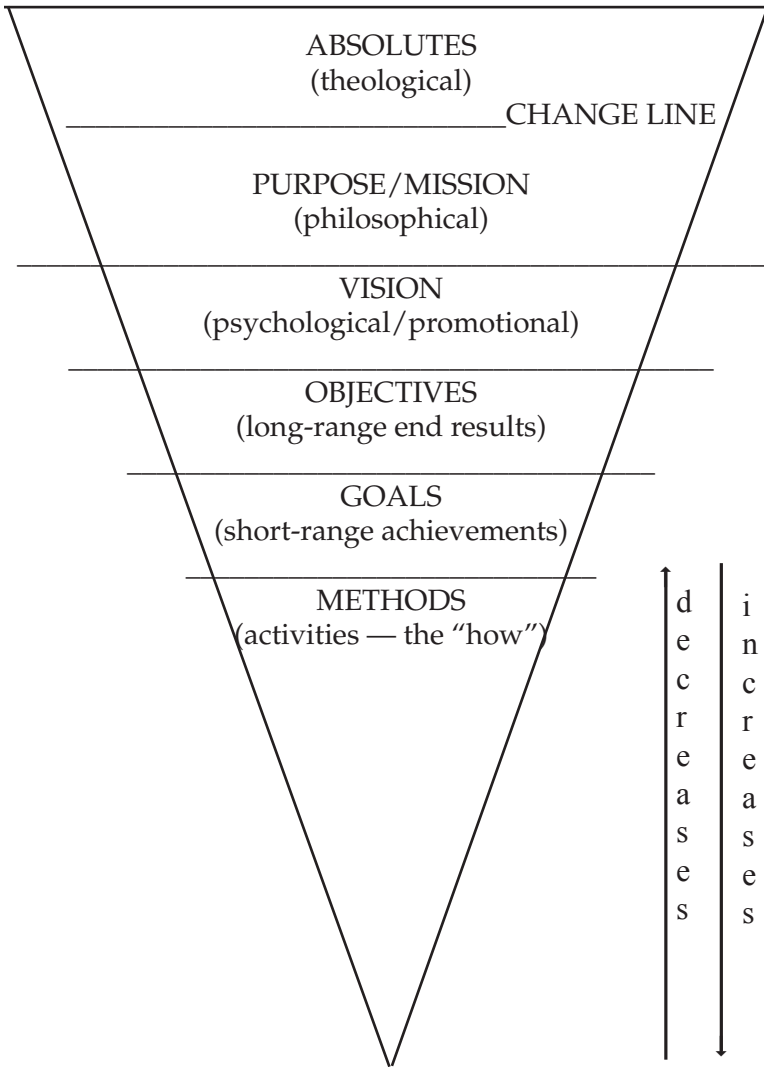 ABSOLUTES
(theological)
CHANGE LINE
PURPOSE/MISSION
(philosophical)
VISION
(psychological/promotional)
OBJECTIVES
(long-range end results)
GOALS
(short-range achievements)
METHODS
(activities — the “how”)
decreases
increases